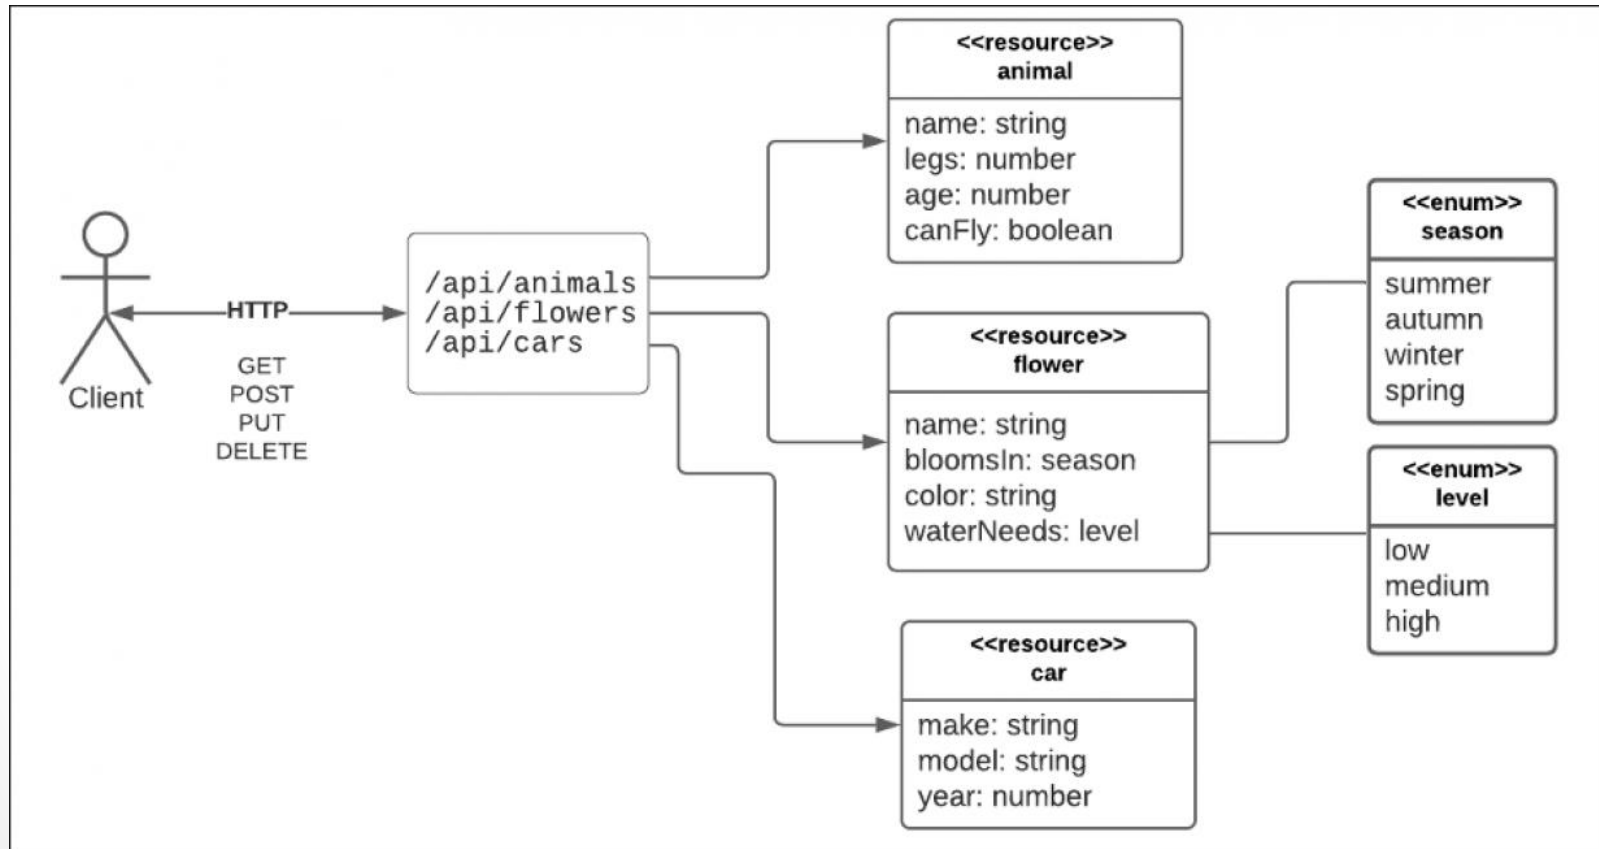 Client
HTTP
GET
POST
PUT
DELETE
/api/animals
/api/flowers
/api/cars
<<resource>>
animal
name: string
legs: number
age: number
canFly: boolean
<<resource>>
flower
name: string
bloomsIn: season
color: string
waterNeeds: level
<<resource>>
car
make: string
model: string
year: number
<<enum>>
season
summer
autumn
winter
spring
<<enum>>
level
low
medium
high